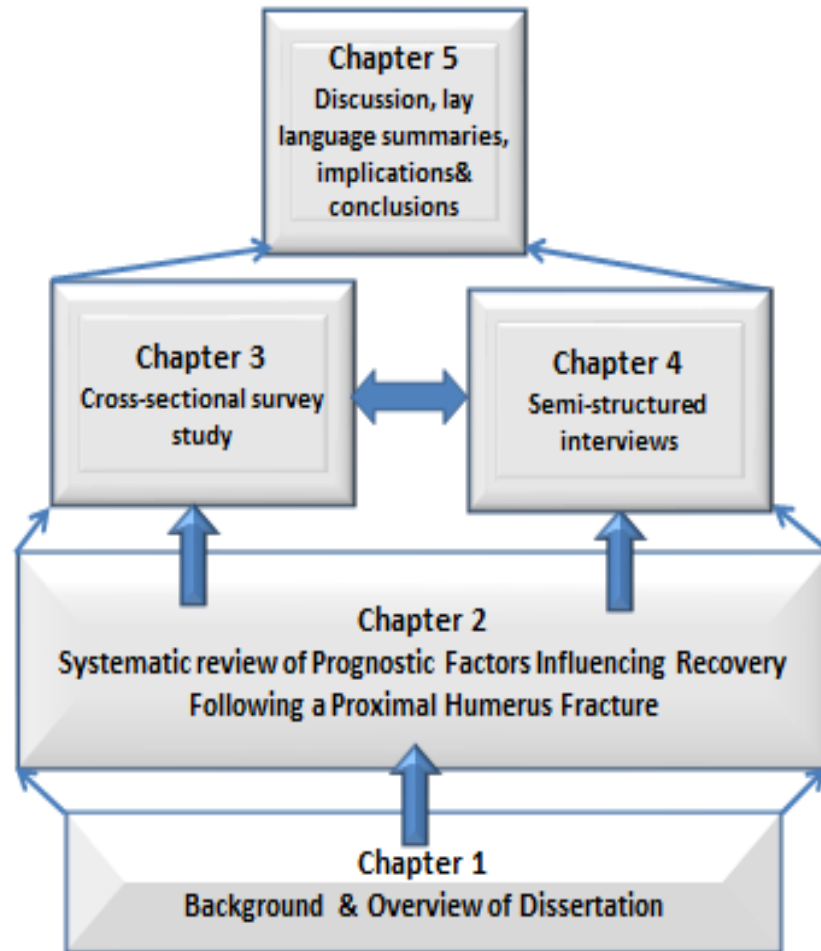 Chapter 5
Discussion, lay
language summaries,
implications&
conclusions
Chapter 3
Cross-sectional survey
study
Chapter 4
Semi-structured
interviews
Chapter 2
Systematic review of Prognostic Factors Influencing Recovery
Following a Proximal Humerus Fracture
Chapter 1
Background & Overview of Dissertation